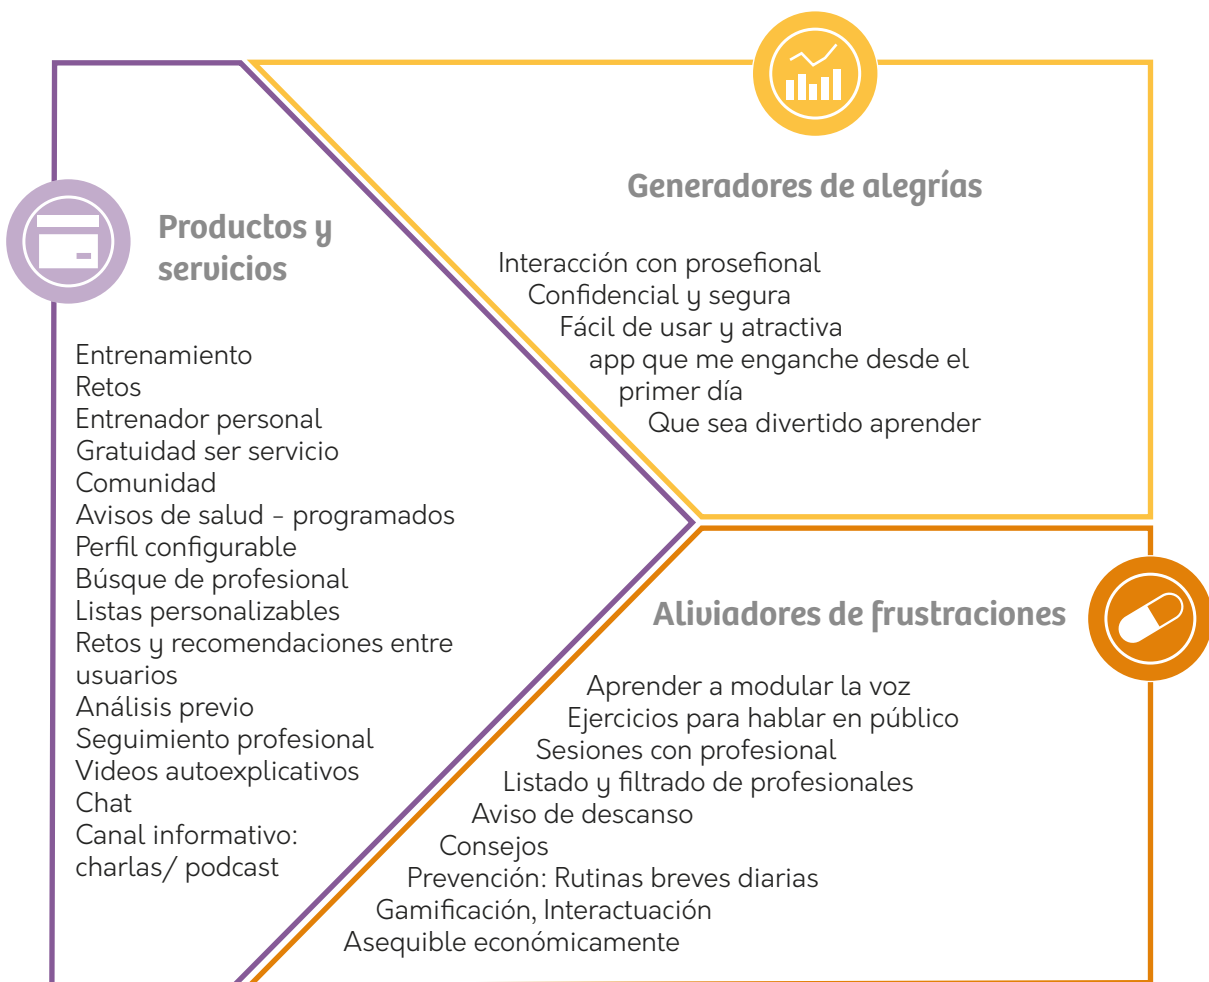 Generadores de alegrías
Interacción con prosefional
Confidencial y segura
Fácil de usar y atractiva
app que me enganche desde el
primer día
Que sea divertido aprender
Productos y
servicios
Entrenamiento
Retos
Entrenador personal
Gratuidad ser servicio
Comunidad
Avisos de salud - programados
Perfil configurable
Búsque de profesional
Listas personalizables
Retos y recomendaciones entre
usuarios
Análisis previo
Seguimiento profesional
Videos autoexplicativos
Chat
Canal informativo:
charlas/ podcast
Aliviadores de frustraciones
Aprender a modular la voz
Ejercicios para hablar en público
Sesiones con profesional
Listado y filtrado de profesionales
Aviso de descanso
Consejos
Prevención: Rutinas breves diarias
Gamificación, Interactuación
Asequible económicamente